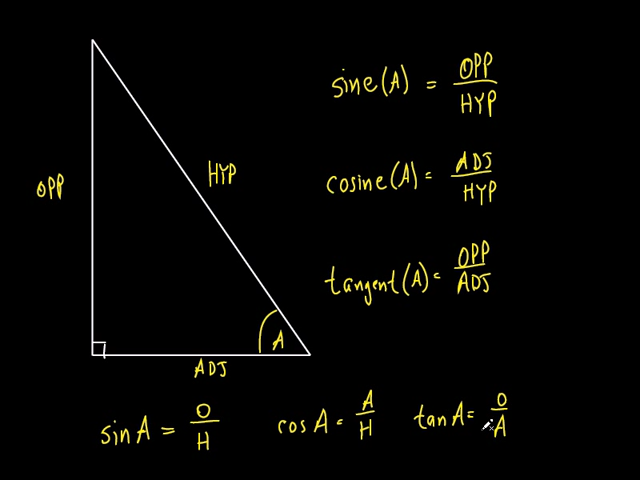 sine(A) = OPP/HYP
OPP
HYP
cosine(A) = ADJ/HYP
tangent(A) = OPP/ADJ
A
ADJ
sin A = O/H
cos A = A/H
tan A = O/A